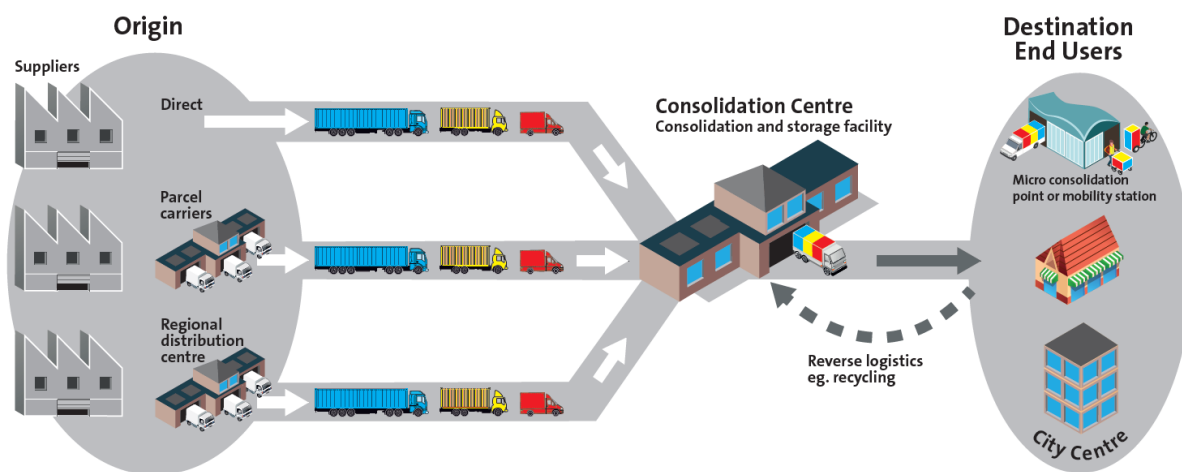 Origin
Suppliers
Direct
Parcel
carriers
Regional
distribution
centre
Consolidation Centre
Consolidation and storage facility
Reverse logistics
eg. recycling
Destination
End Users
Micro consolidation
point or mobility station
City Centre